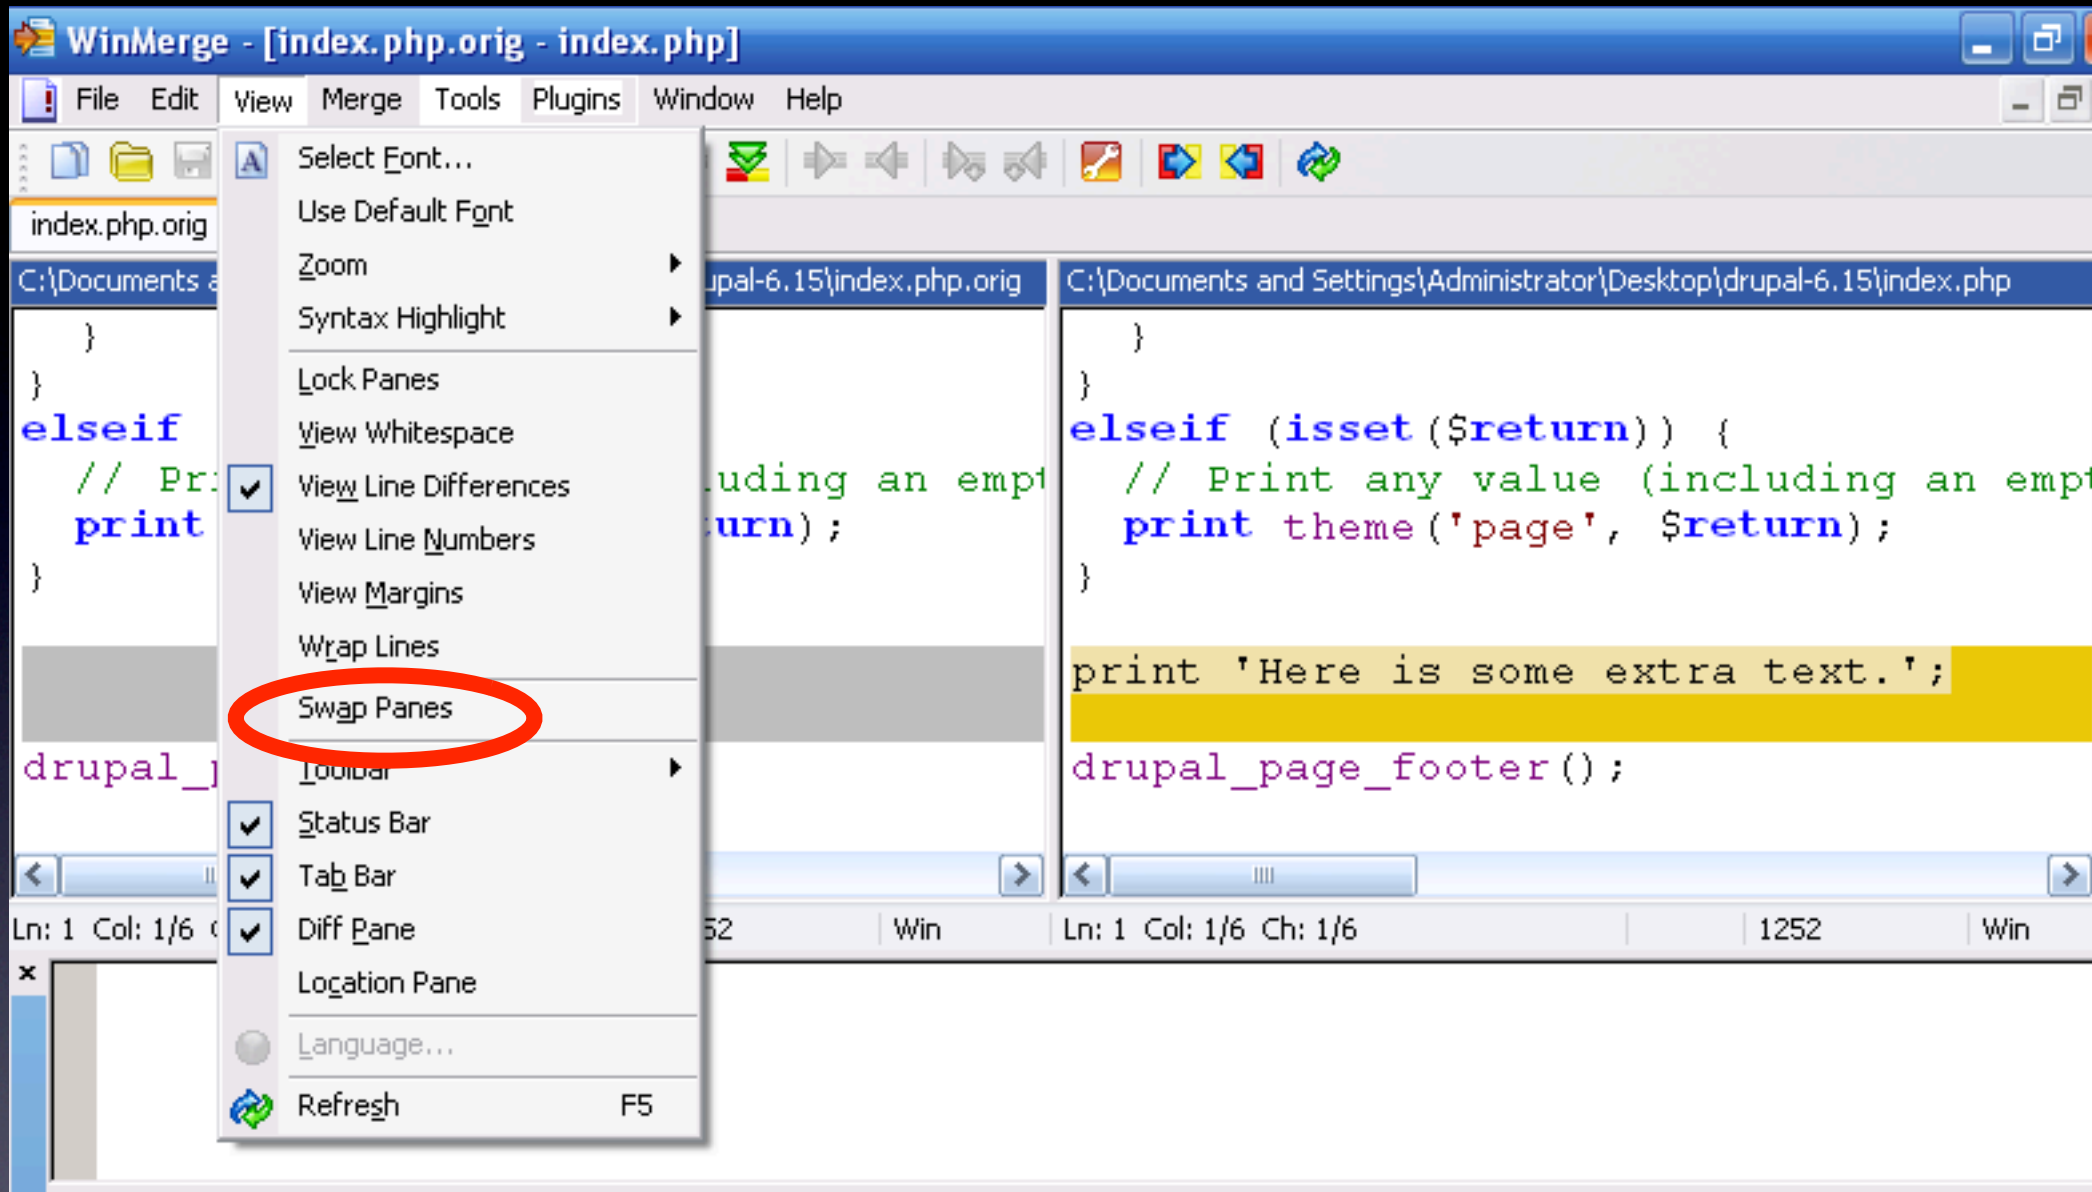 WinMerge - [index.php.orig - index.php]
File Edit View Merge Tools Plugins Window Help
index.php.orig
C:\Documents
upal-6.15\index.php.orig
C:\Documents and Settings\Administrator\Desktop\drupal-6.15\index.php
Select Font...
Use Default Font
Zoom
Syntax Highlight
Lock Panes
View Whitespace
View Line Differences
View Line Numbers
View Margins
Wrap Lines
Swap Panes
Toolbar
Status Bar
Tab Bar
Diff Pane
Location Pane
Language...
Refresh F5
}
}
elseif
// Pr
uding an emp
print
urn);
}
drupal_p
}
}
elseif (isset($return)) {
// Print any value (including an empt
print theme('page', $return);
}
print 'Here is some extra text.';
drupal_page_footer();
Ln: 1 Col: 1/6
52 Win
Ln: 1 Col: 1/6 Ch: 1/6 1252 Win